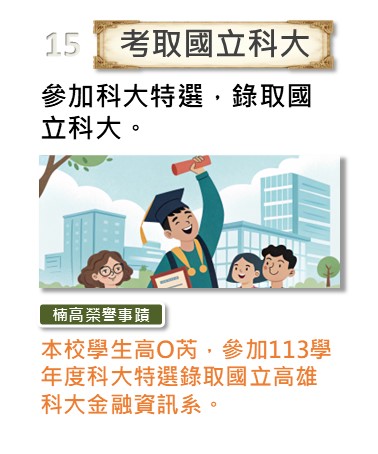 15 考取國立科大
參加科大特選，錄取國
立科大。
楠高榮譽事蹟
本校學生高O芮，參加113學
年度科大特選錄取國立高雄
科大金融資訊系。